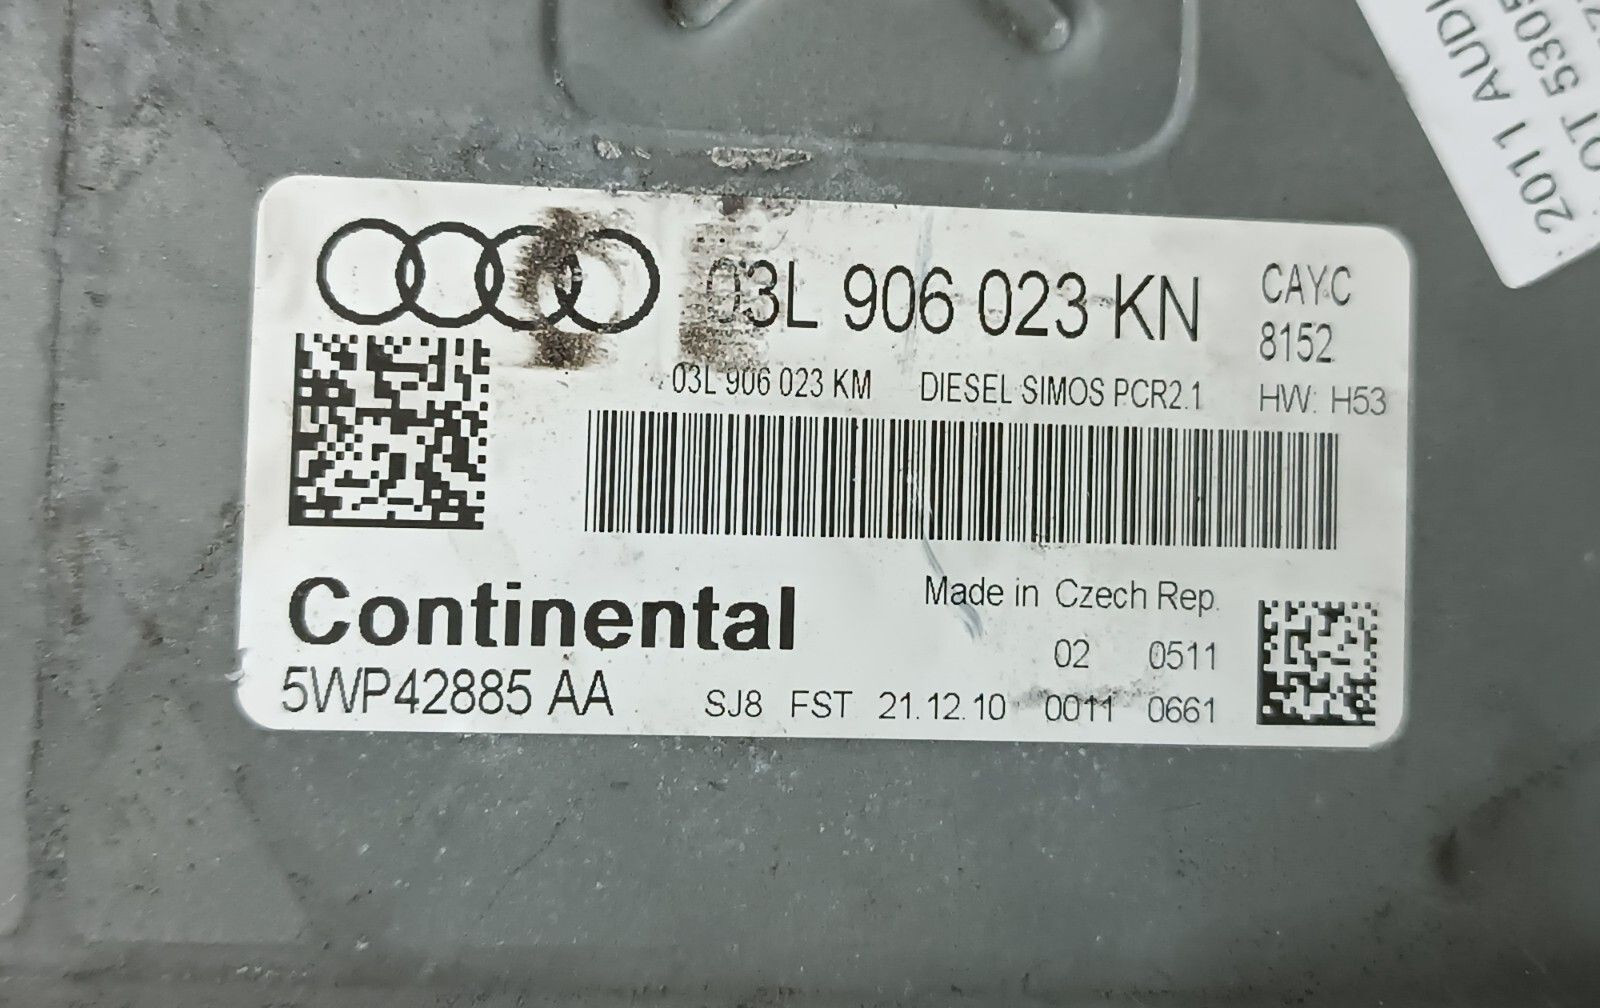 03L 906 023 KN
CAYC
8152
03L 906 023 KM DIESEL SIMOS PCR2.1 HW: H53
Made in Czech Rep.
Continental
02 0511
5WP42885 AA
SJ8 FST 21.12.10 0011 0661
2011